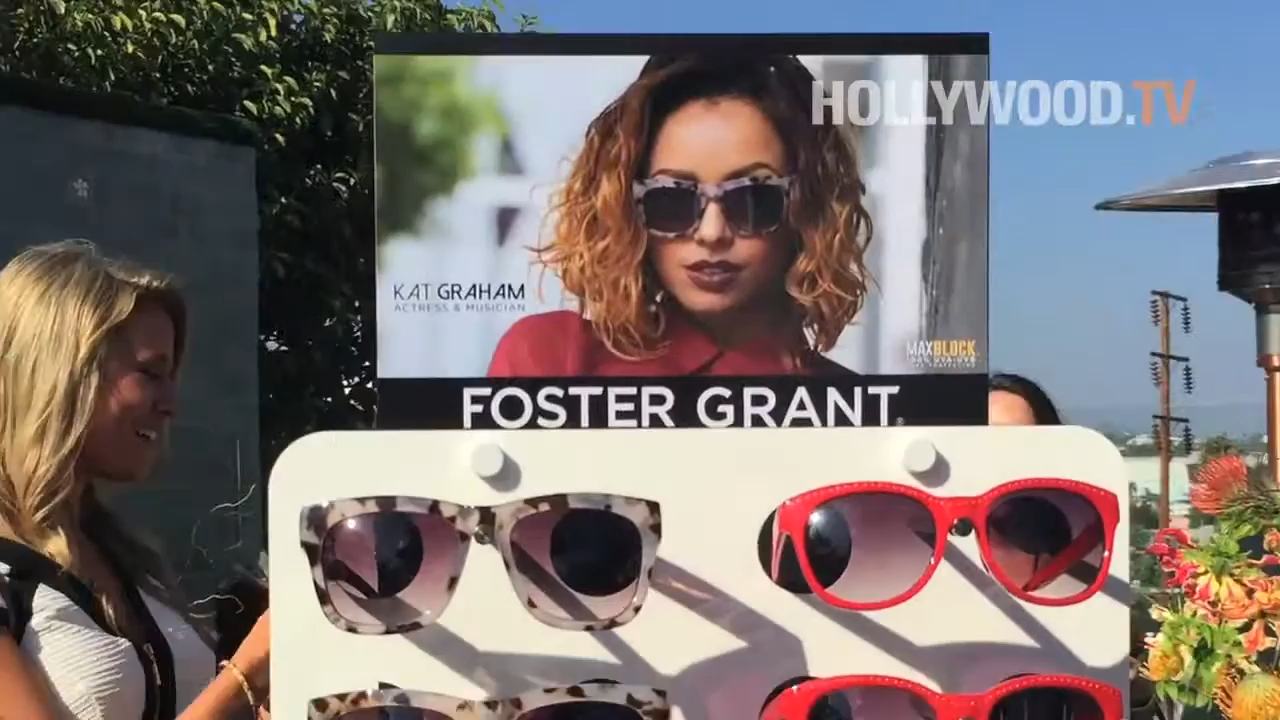 HOLLYWOOD.TV
KAT GRAHAM
ACTRESS & MUSICIAN
MAXBLOCK
FOSTER GRANT